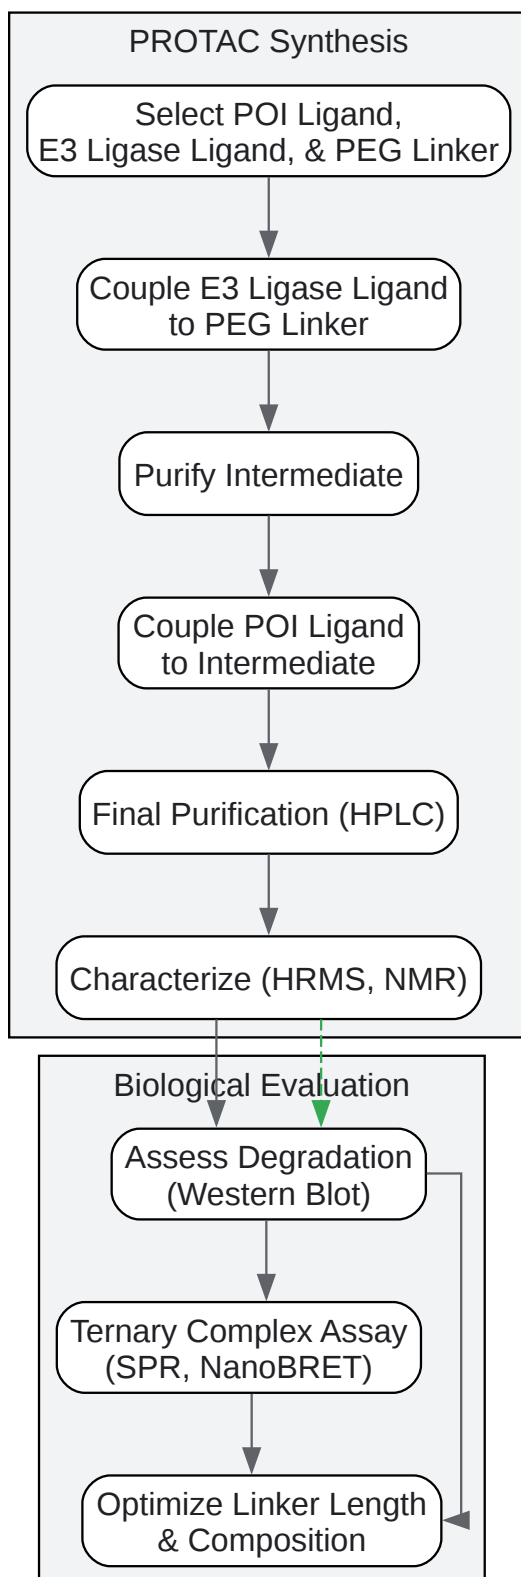 PROTAC Synthesis
Select POI Ligand,
E3 Ligase Ligand, & PEG Linker
Couple E3 Ligase Ligand
to PEG Linker
Purify Intermediate
Couple POI Ligand
to Intermediate
Final Purification (HPLC)
Characterize (HRMS, NMR)
Biological Evaluation
Assess Degradation
(Western Blot)
Ternary Complex Assay
(SPR, NanoBRET)
Optimize Linker Length
& Composition